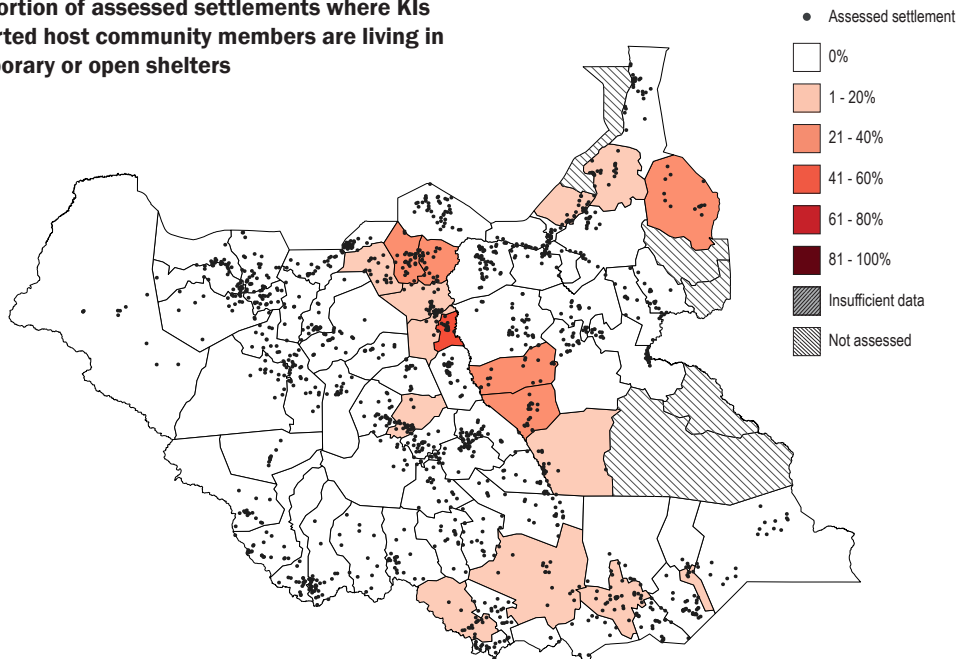 ortion of assessed settlements where KIs
rted host community members are living in
porary or open shelters
Assessed settlement
0%
1 - 20%
21 - 40%
41 - 60%
61 - 80%
81 - 100%
Insufficient data
Not assessed